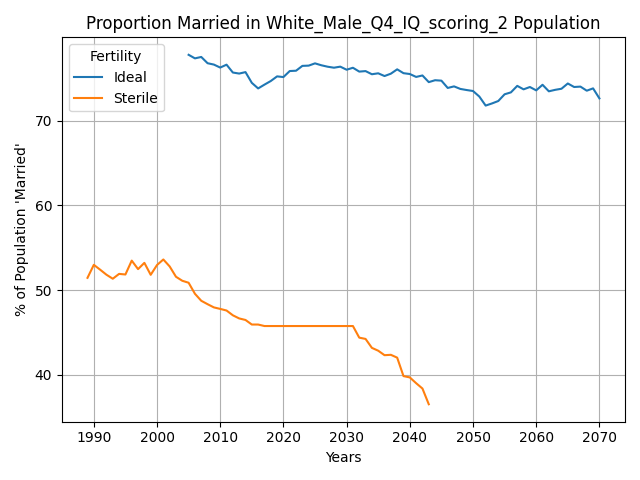 Proportion Married in White_Male_Q4_IQ_scoring_2 Population
Fertility
Ideal
Sterile
% of Population 'Married'
70
60
50
40
1990 2000 2010 2020 2030 2040 2050 2060 2070
Years